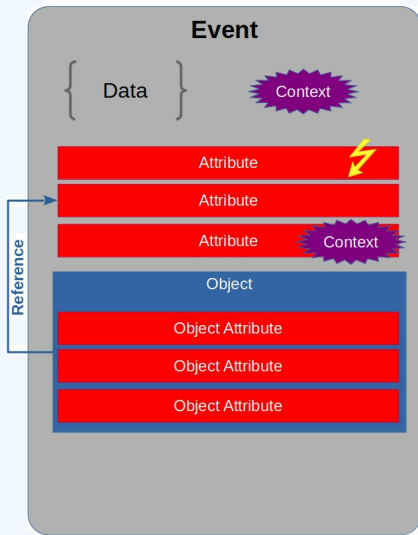 Event
Data
Context
Attribute
Attribute
Attribute
Context
Reference
Object
Object Attribute
Object Attribute
Object Attribute